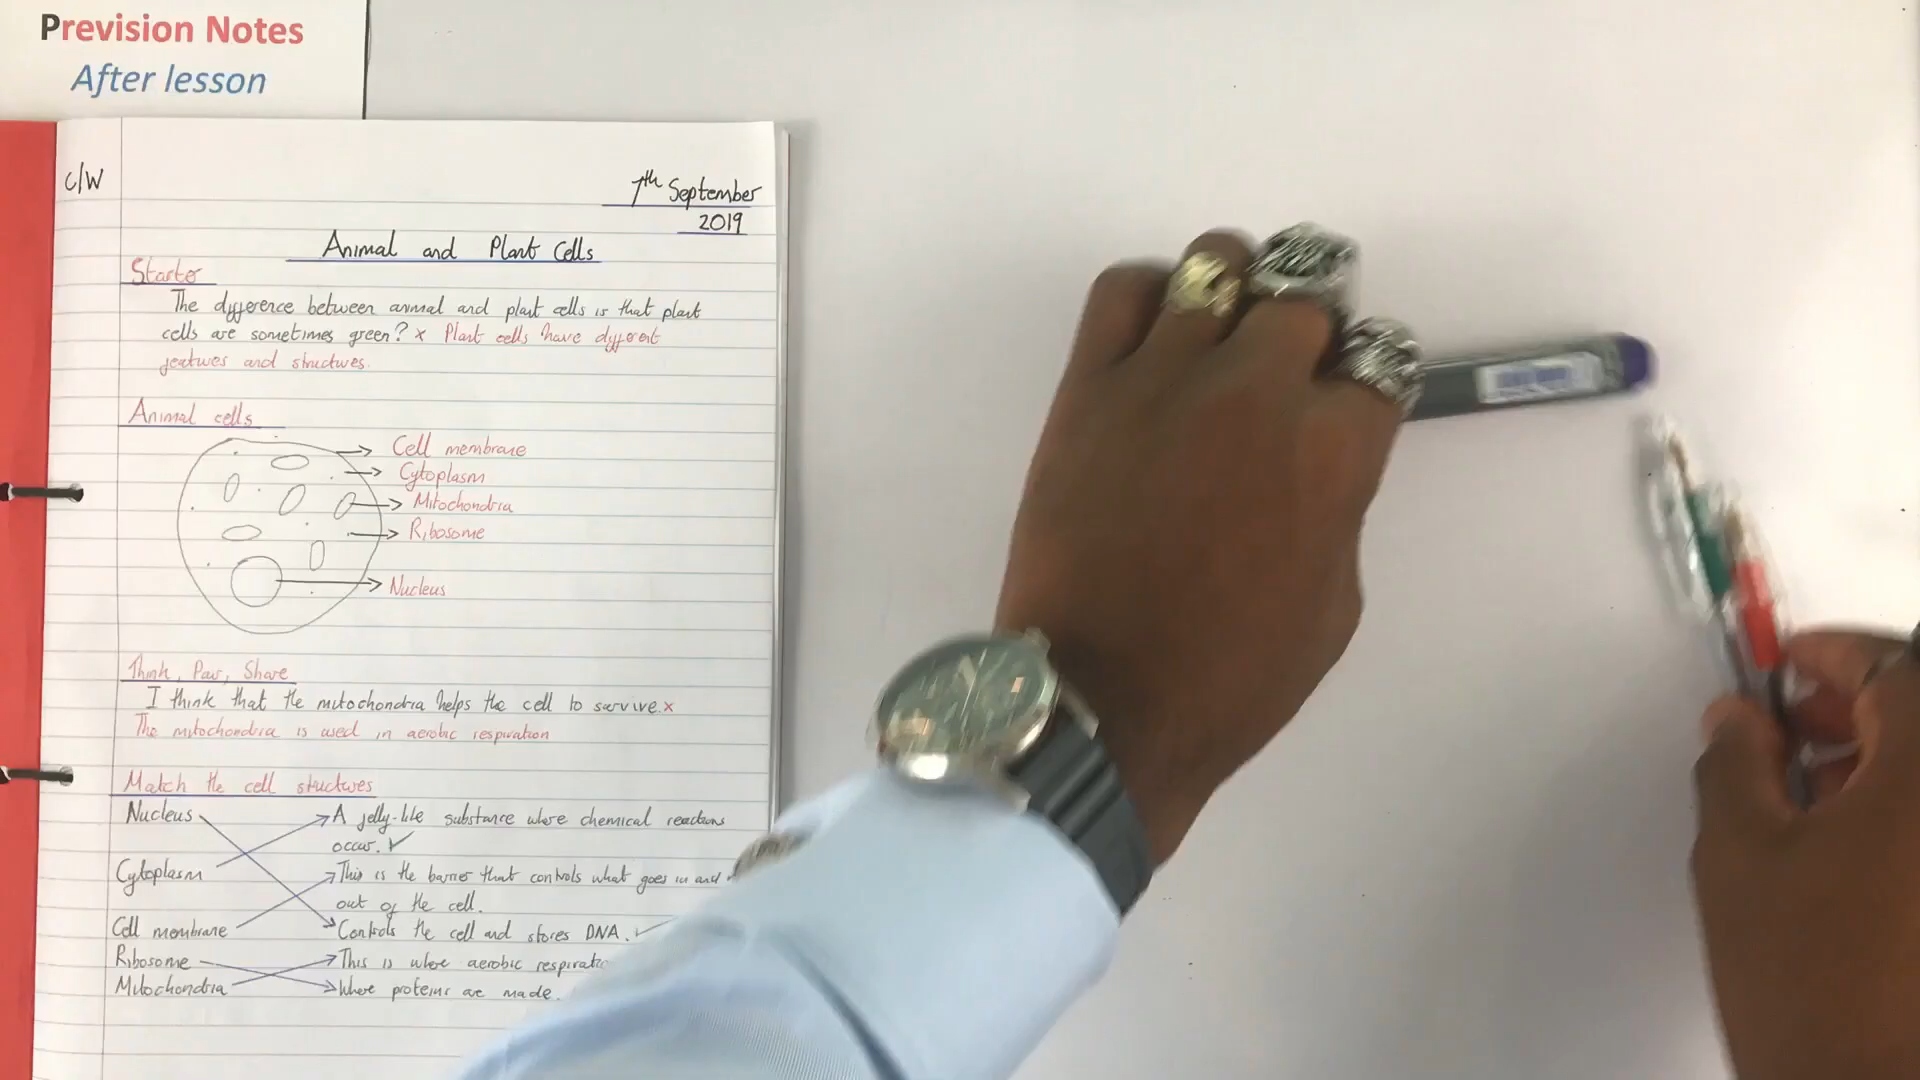 Prevision Notes
After lesson
C/W
7th September
2019
Animal and Plant Cells
Starter
The difference between animal and plant cells is that plant
cells are sometimes green? x Plant cells have different
features and structures.
Animal cells
Cell membrane
Cytoplasm
Mitochondria
Ribosome
Nucleus
Think, Pair, Share
I think that the mitochondria helps the cell to survive. x
The mitochondria is used in aerobic respiration
Match the cell structures
Nucleus
A jelly-like substance where chemical reactions
occur. ✓
Cytoplasm
This is the barrier that controls what goes in and
out of the cell.
Cell membrane
Controls the cell and stores DNA. ✓
Ribosome
This is where aerobic
Mitochondria
Where proteins are made.